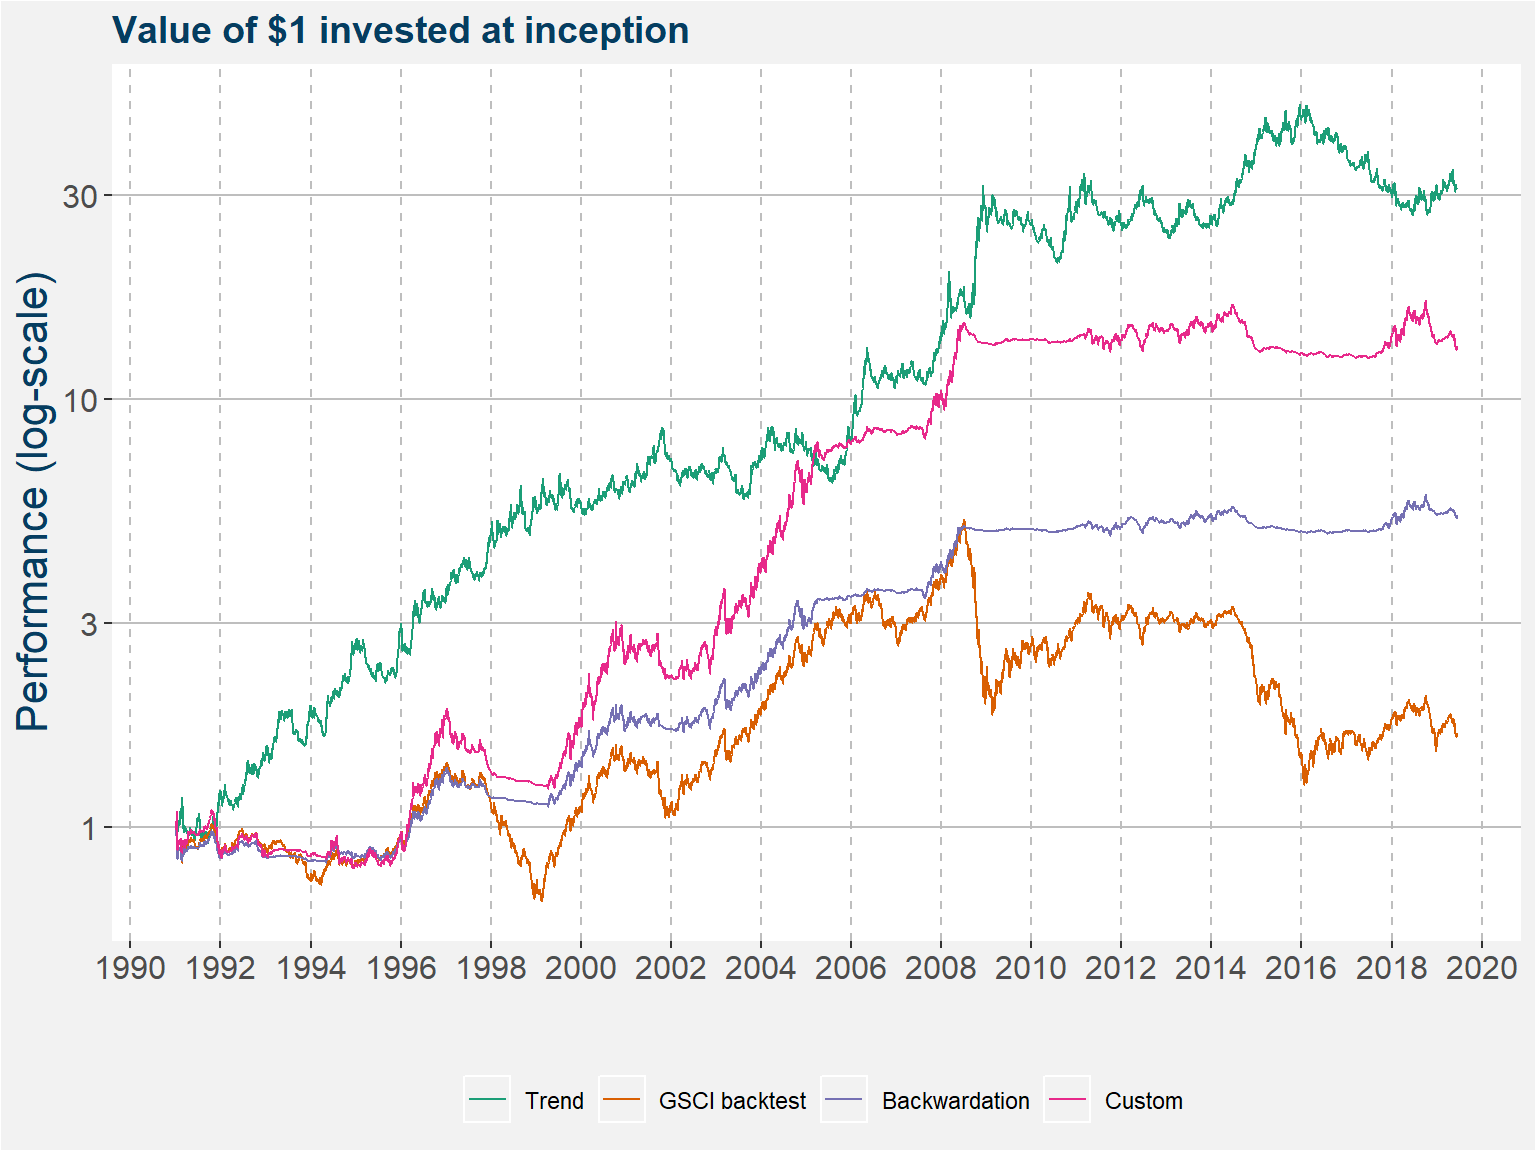 Value of $1 invested at inception
Performance (log-scale)
30
10
3
1
1990 1992 1994 1996 1998 2000 2002 2004 2006 2008 2010 2012 2014 2016 2018 2020
Trend GSCI backtest Backwardation Custom